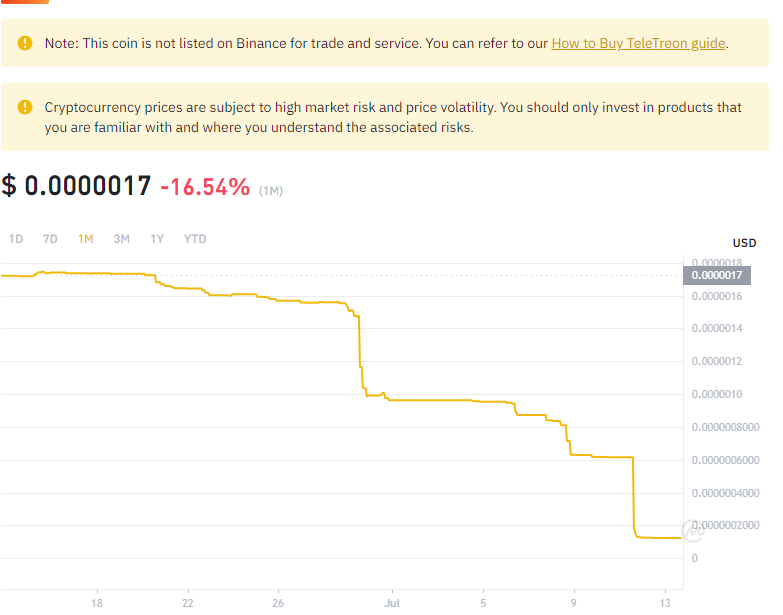 Note: This coin is not listed on Binance for trade and service. You can refer to our How to Buy TeleTreon guide.
Cryptocurrency prices are subject to high market risk and price volatility. You should only invest in products that
you are familiar with and where you understand the associated risks.
$ 0.0000017 -16.54% (1M)
1D 7D 1M 3M 1Y YTD
USD
0.0000018
0.0000017
0.0000016
0.0000014
0.0000012
0.0000010
0.0000008000
0.0000006000
0.0000004000
0.0000002000
0
18 22 26 Jul 5 9 13